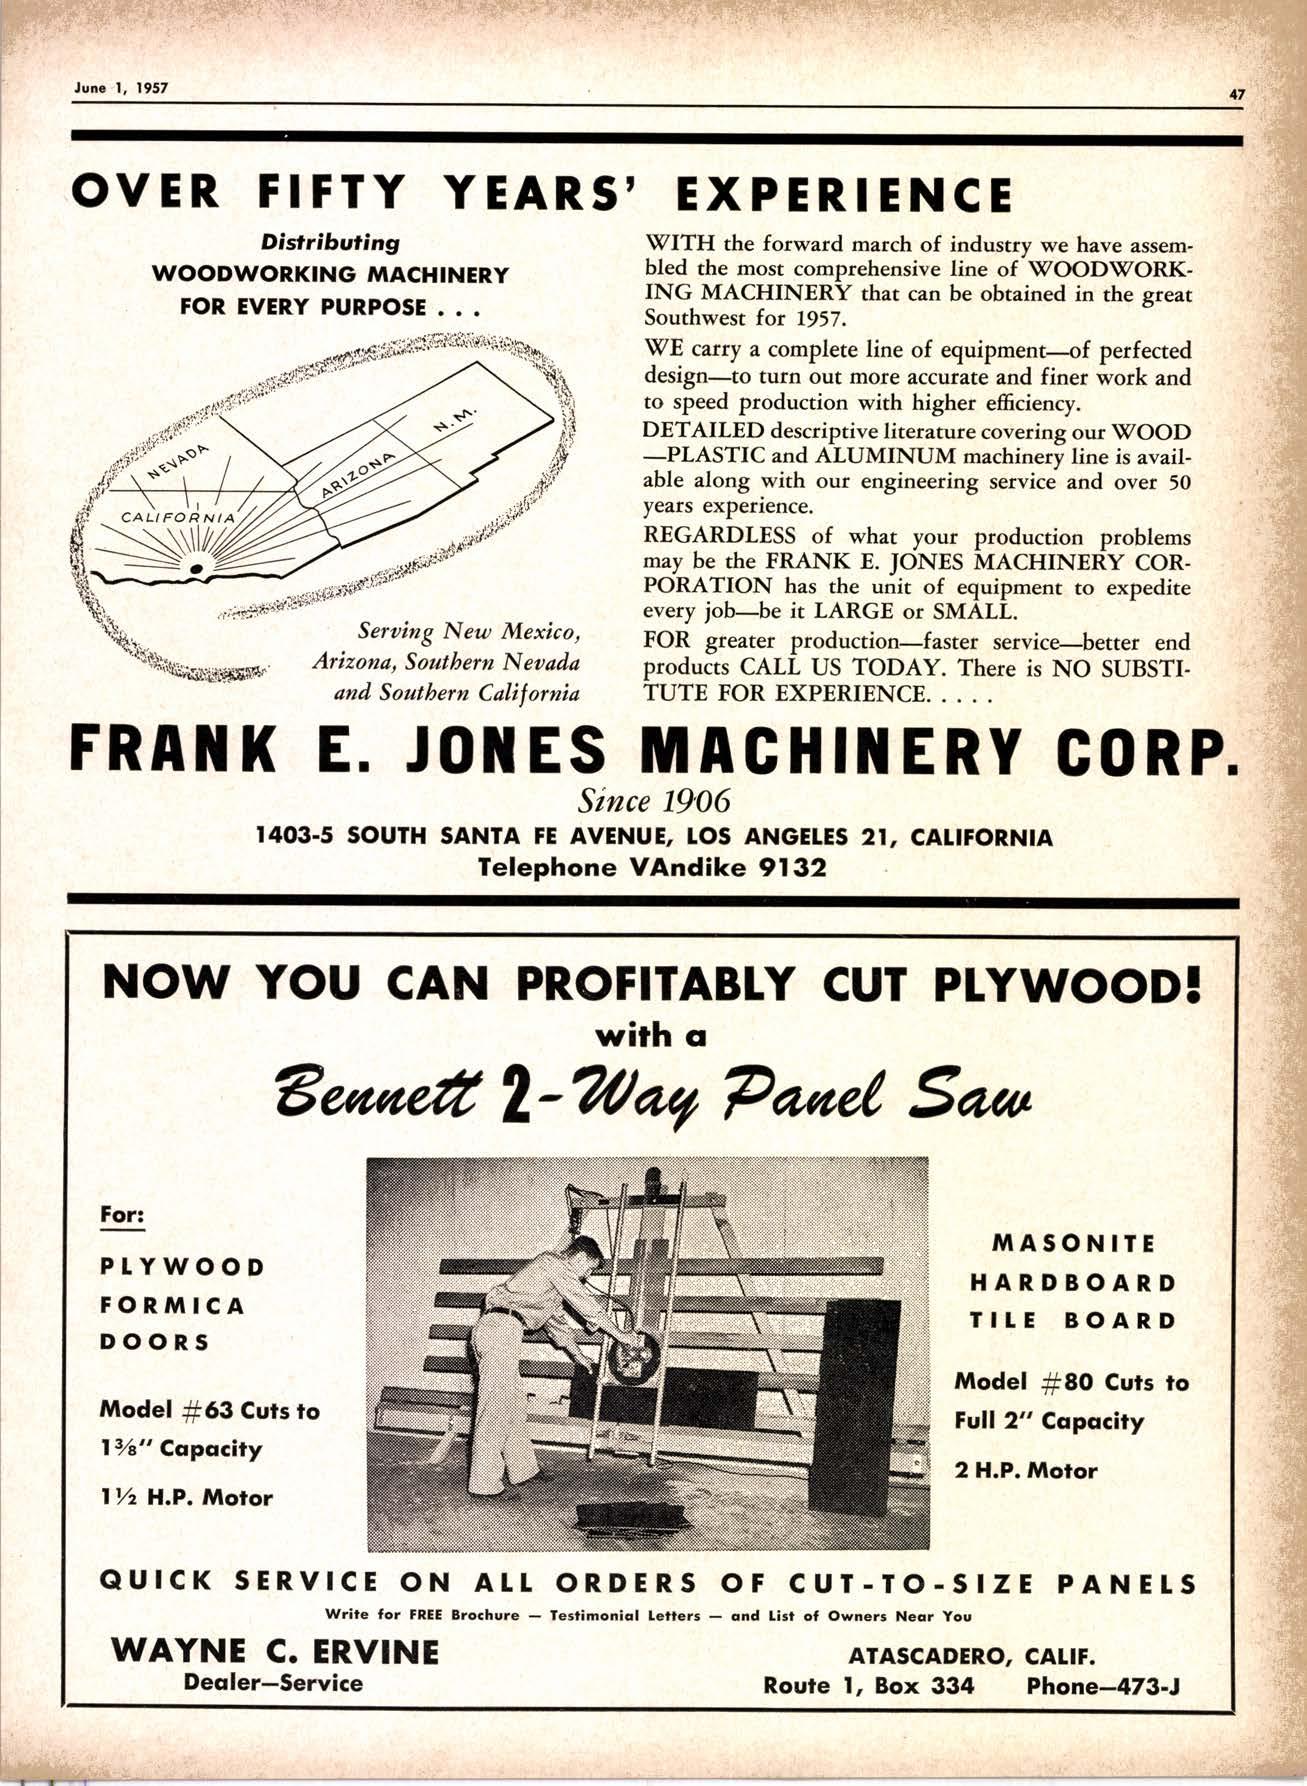 June 1, 1957
47
OVER FIFTY YEARS' EXPERIENCE
Distributing
WOODWORKING MACHINERY
FOR EVERY PURPOSE . . .
NEVADA
CALIFORNIA
ARIZONA
N.M.
Serving New Mexico,
Arizona, Southern Nevada
and Southern California
WITH the forward march of industry we have assem-
bled the most comprehensive line of WOODWORK-
ING MACHINERY that can be obtained in the great
Southwest for 1957.
WE carry a complete line of equipment—of perfected
design—to turn out more accurate and finer work and
to speed production with higher efficiency.
DETAILED descriptive literature covering our WOOD
—PLASTIC and ALUMINUM machinery line is avail-
able along with our engineering service and over 50
years experience.
REGARDLESS of what your production problems
may be the FRANK E. JONES MACHINERY COR-
PORATION has the unit of equipment to expedite
every job—be it LARGE or SMALL.
FOR greater production—faster service—better end
products CALL US TODAY. There is NO SUBSTI-
TUTE FOR EXPERIENCE. . . . .
FRANK E. JONES MACHINERY CORP.
Since 1906
1403-5 SOUTH SANTA FE AVENUE, LOS ANGELES 21, CALIFORNIA
Telephone VAndike 9132
NOW YOU CAN PROFITABLY CUT PLYWOOD!
with a
Bennett 2-Way Panel Saw
For:
PLYWOOD
FORMICA
DOORS
Model #63 Cuts to
1⅜" Capacity
1½ H.P. Motor
MASONITE
HARDBOARD
TILE BOARD
Model #80 Cuts to
Full 2" Capacity
2 H.P. Motor
QUICK SERVICE ON ALL ORDERS OF CUT-TO-SIZE PANELS
Write for FREE Brochure — Testimonial Letters — and List of Owners Near You
WAYNE C. ERVINE
Dealer—Service
ATASCADERO, CALIF.
Route 1, Box 334 Phone—473-J